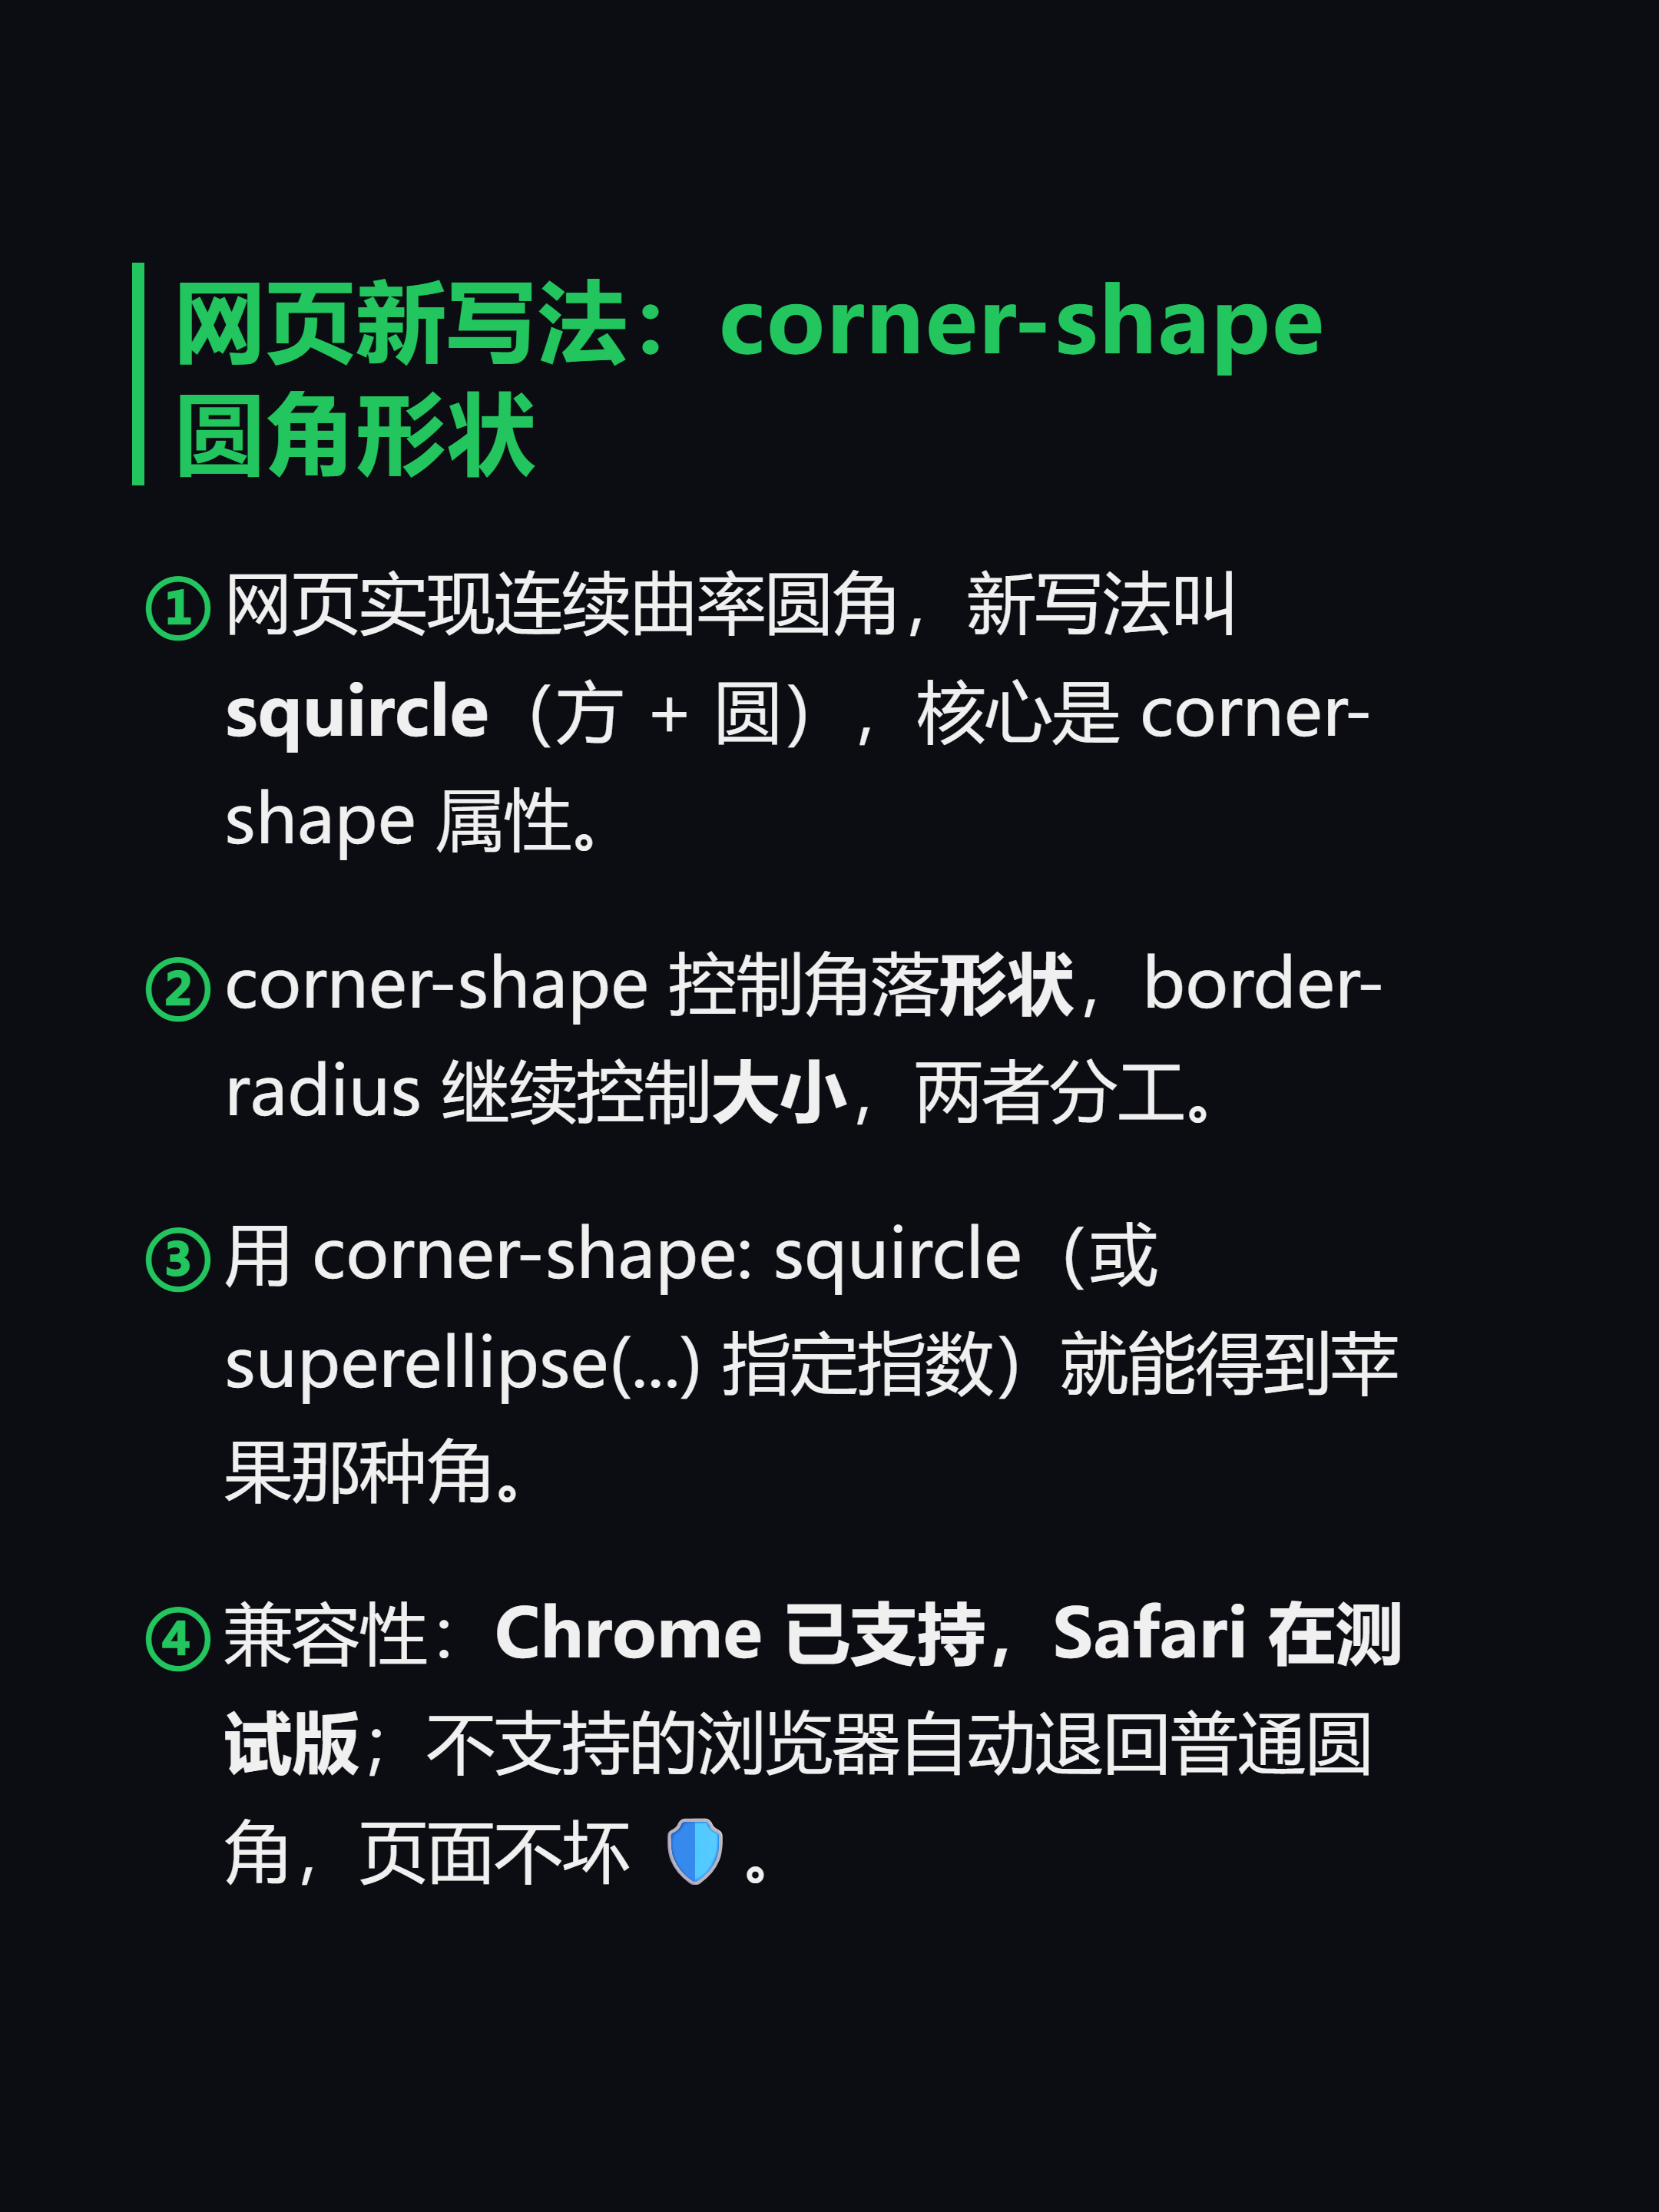 网页新写法：corner-shape
圆角形状
① 网页实现连续曲率圆角，新写法叫
squircle（方 + 圆），核心是 corner-
shape 属性。
② corner-shape 控制角落形状，border-
radius 继续控制大小，两者分工。
③ 用 corner-shape: squircle（或
superellipse(...) 指定指数）就能得到苹
果那种角。
④ 兼容性：Chrome 已支持，Safari 在测
试版；不支持的浏览器自动退回普通圆
角，页面不坏 🛡️。